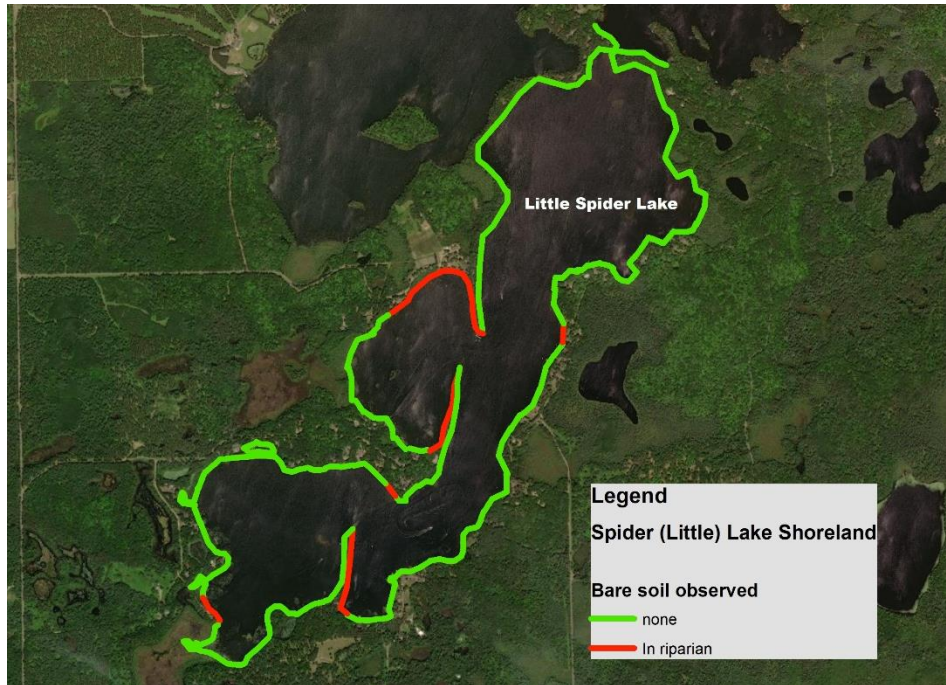 Little Spider Lake
Legend
Spider (Little) Lake Shoreland
Bare soil observed
none
In riparian